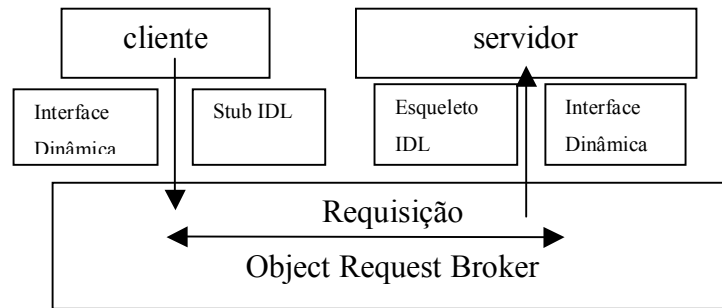 cliente
servidor
Interface
Dinâmica
Stub IDL
Esqueleto
IDL
Interface
Dinâmica
Requisição
Object Request Broker